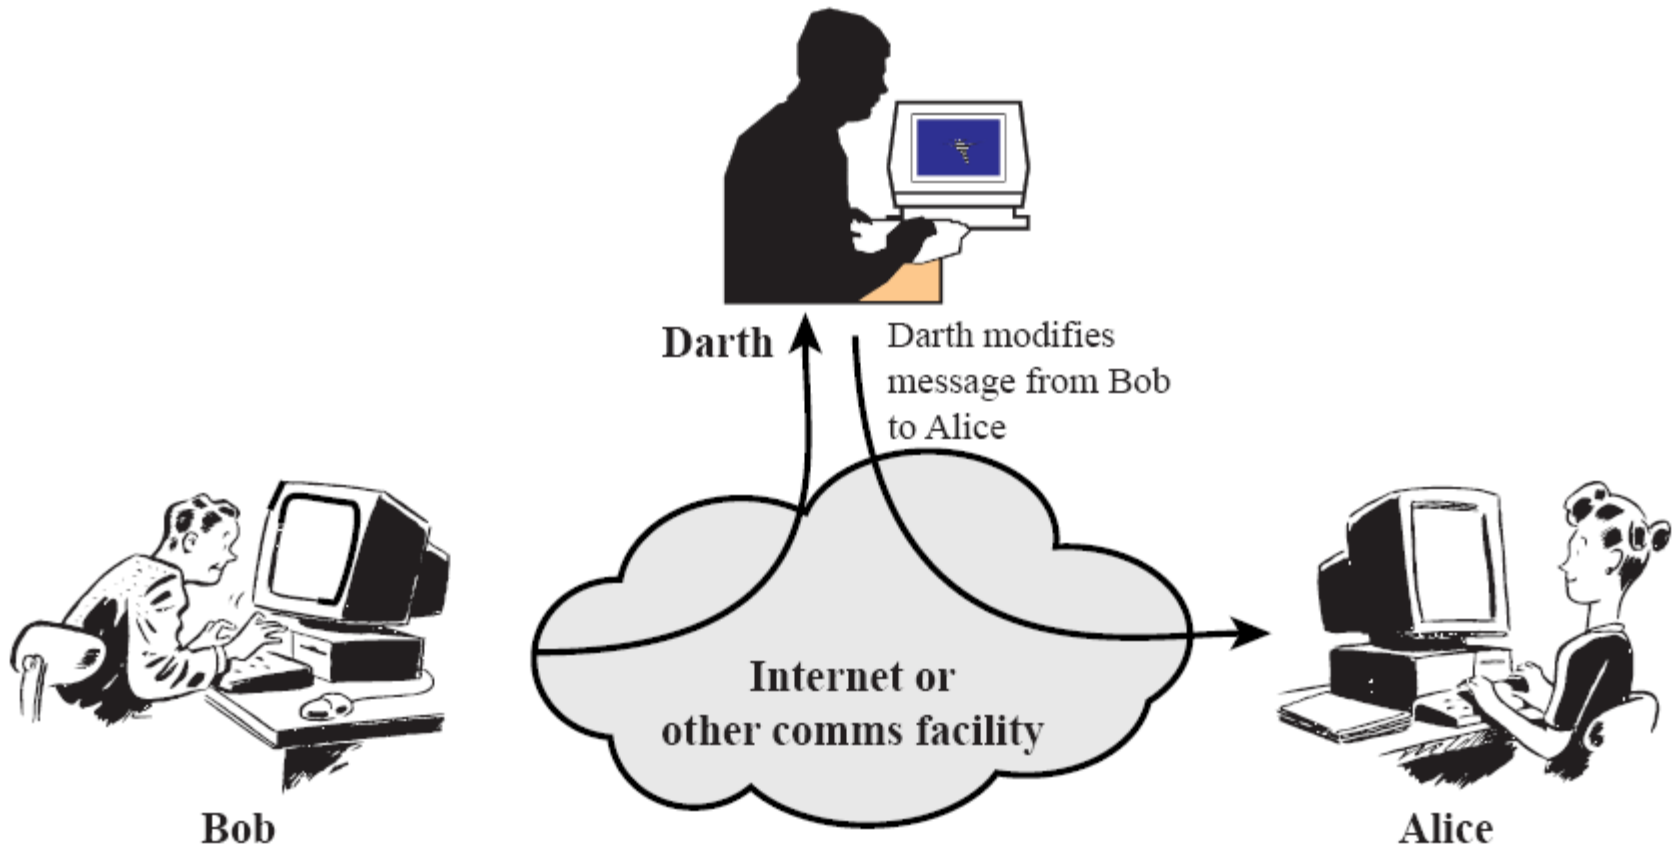 Darth
Darth modifies
message from Bob
to Alice
Internet or
other comms facility
Bob
Alice